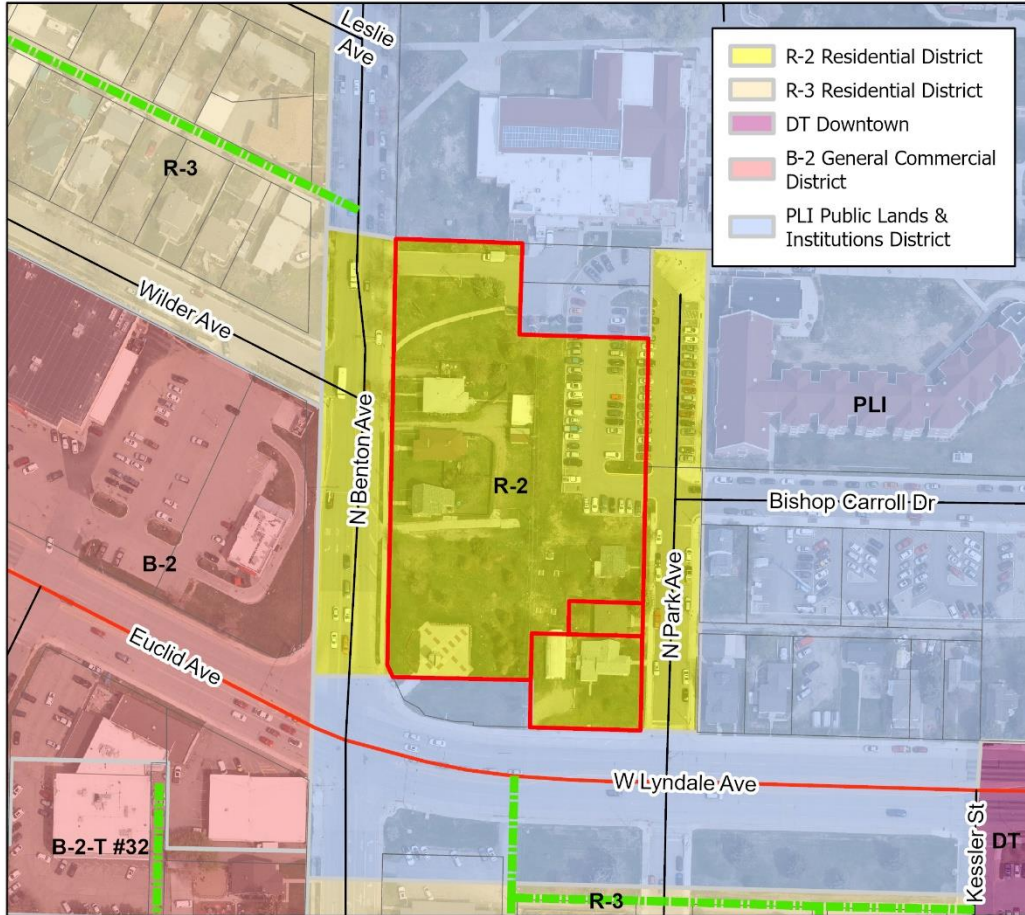 Leslie
Ave
R-2 Residential District
R-3 Residential District
DT Downtown
B-2 General Commercial
District
PLI Public Lands &
Institutions District
R-3
Wilder Ave
N Benton Ave
R-2
PLI
Bishop Carroll Dr
B-2
N Park Ave
Euclid Ave
W Lyndale Ave
B-2-T #32
Kessler St
DT
R-3